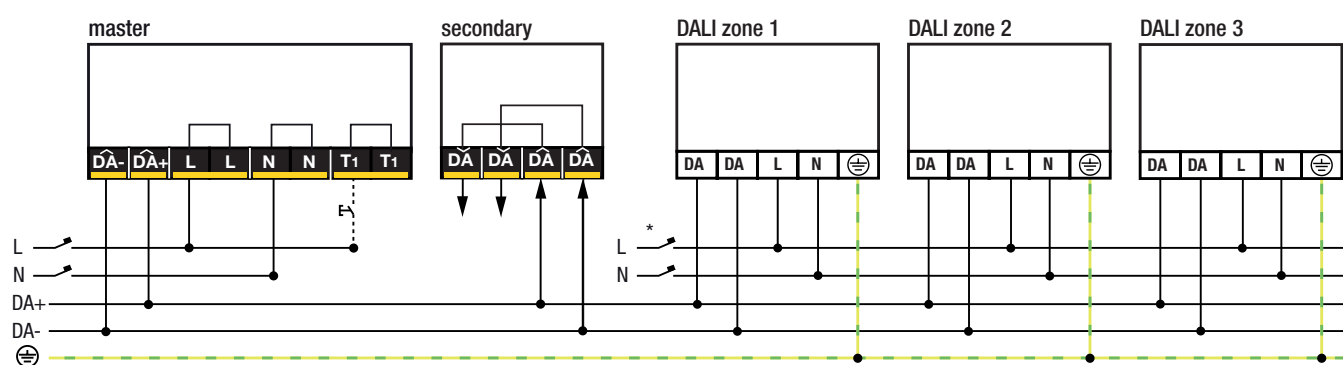 master secondary DALI zone 1 DALI zone 2 DALI zone 3
DA- DA+ L L N N T1 T1 DA DA DA DA DA DA L N DA DA L N DA DA L N
*
L L
N N
DA+
DA-